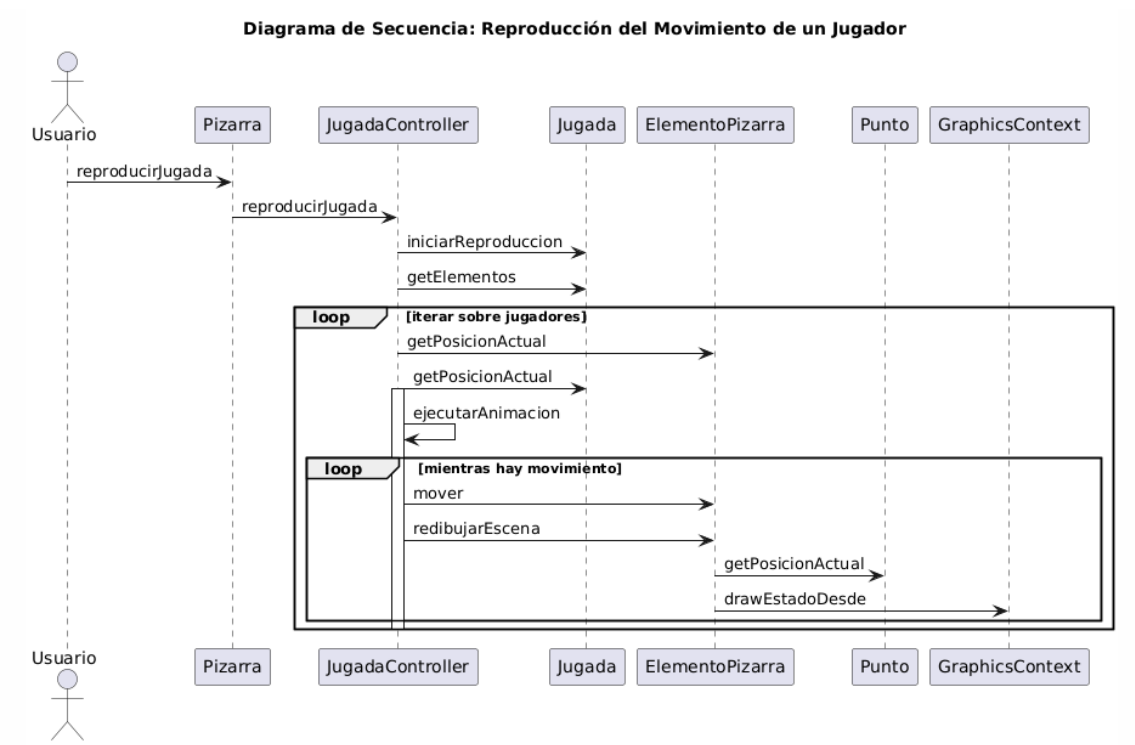 Diagrama de Secuencia: Reproducción del Movimiento de un Jugador
Usuario
Pizarra
JugadaController
Jugada
ElementoPizarra
Punto
GraphicsContext
reproducirJugada
reproducirJugada
iniciarReproduccion
getElementos
loop
[iterar sobre jugadores]
getPosicionActual
getPosicionActual
ejecutarAnimacion
loop
[mientras hay movimiento]
mover
redibujarEscena
getPosicionActual
drawEstadoDesde
Usuario
Pizarra
JugadaController
Jugada
ElementoPizarra
Punto
GraphicsContext